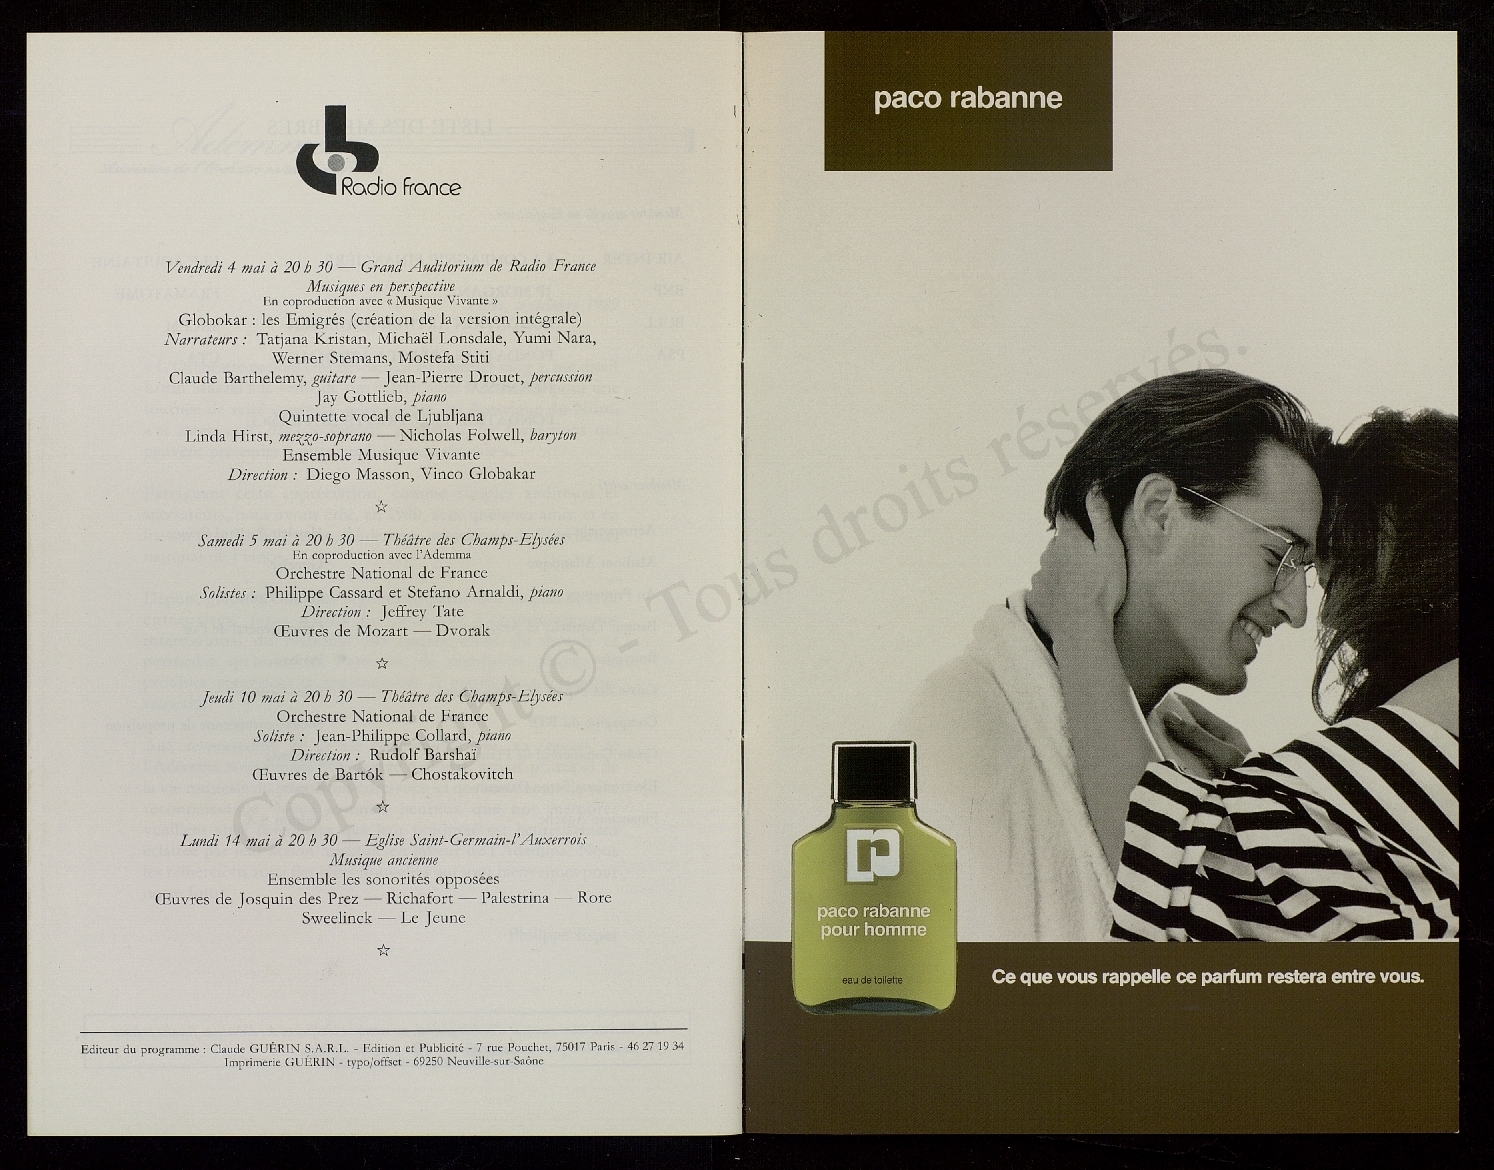 Radio France
Vendredi 4 mai à 20 h 30 — Grand Auditorium de Radio France
Musiques en perspective
En coproduction avec « Musique Vivante »
Globokar : les Emigrés (création de la version intégrale)
Narrateurs : Tatjana Kristan, Michaël Lonsdale, Yumi Nara,
Werner Stemans, Mostefa Stiti
Claude Barthelemy, guitare — Jean-Pierre Drouet, percussion
Jay Gottlieb, piano
Quintette vocal de Ljubljana
Linda Hirst, mezzo-soprano — Nicholas Folwell, baryton
Ensemble Musique Vivante
Direction : Diego Masson, Vinco Globakar
☆
Samedi 5 mai à 20 h 30 — Théâtre des Champs-Elysées
En coproduction avec l'Ademma
Orchestre National de France
Solistes : Philippe Cassard et Stefano Arnaldi, piano
Direction : Jeffrey Tate
Œuvres de Mozart — Dvorak
☆
Jeudi 10 mai à 20 h 30 — Théâtre des Champs-Elysées
Orchestre National de France
Soliste : Jean-Philippe Collard, piano
Direction : Rudolf Barshaï
Œuvres de Bartók — Chostakovitch
☆
Lundi 14 mai à 20 h 30 — Eglise Saint-Germain-l'Auxerrois
Musique ancienne
Ensemble les sonorités opposées
Œuvres de Josquin des Prez — Richafort — Palestrina — Rore
Sweelinck — Le Jeune
☆
Editeur du programme : Claude GUÉRIN S.A.R.L. - Edition et Publicité - 7 rue Pouchet, 75017 Paris - 46 27 19 34
Imprimerie GUÉRIN - typo/offset - 69250 Neuville-sur-Saône
paco rabanne
r
paco rabanne
pour homme
eau de toilette
Ce que vous rappelle ce parfum restera entre vous.
Copyright © - Tous droits réservés.